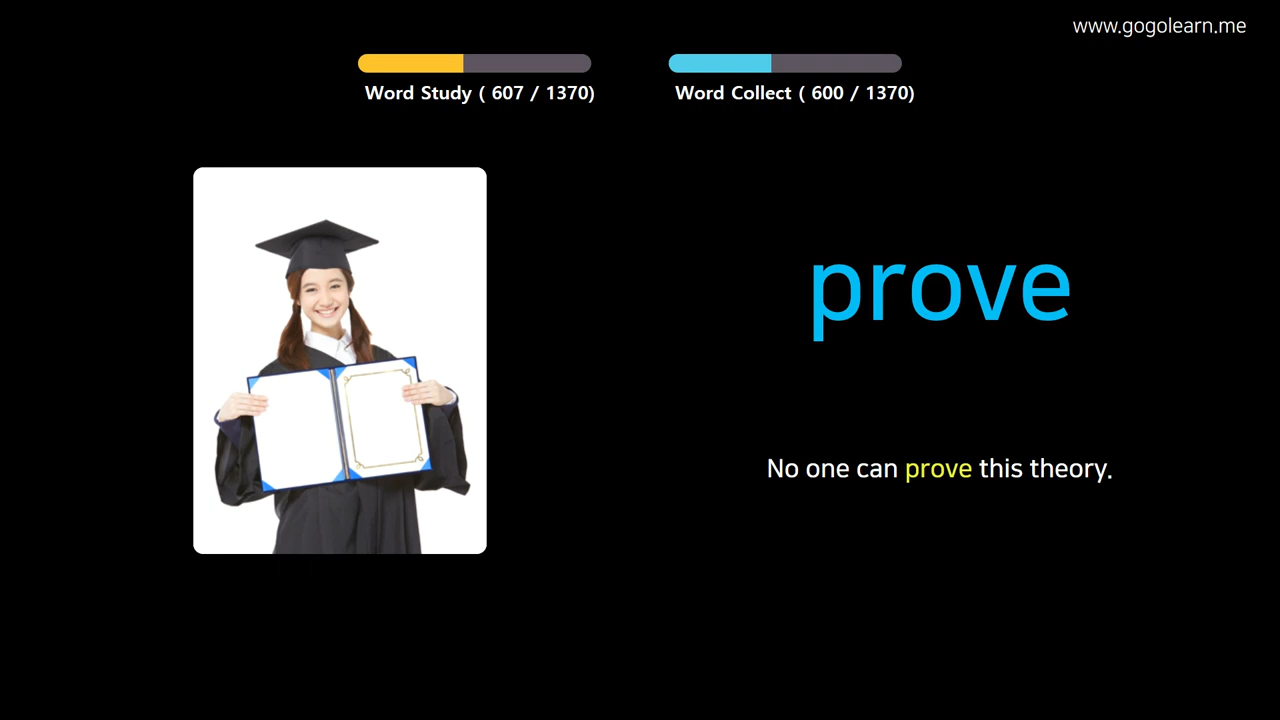 www.gogolearn.me
Word Study ( 607 / 1370)
Word Collect ( 600 / 1370)
prove
No one can prove this theory.